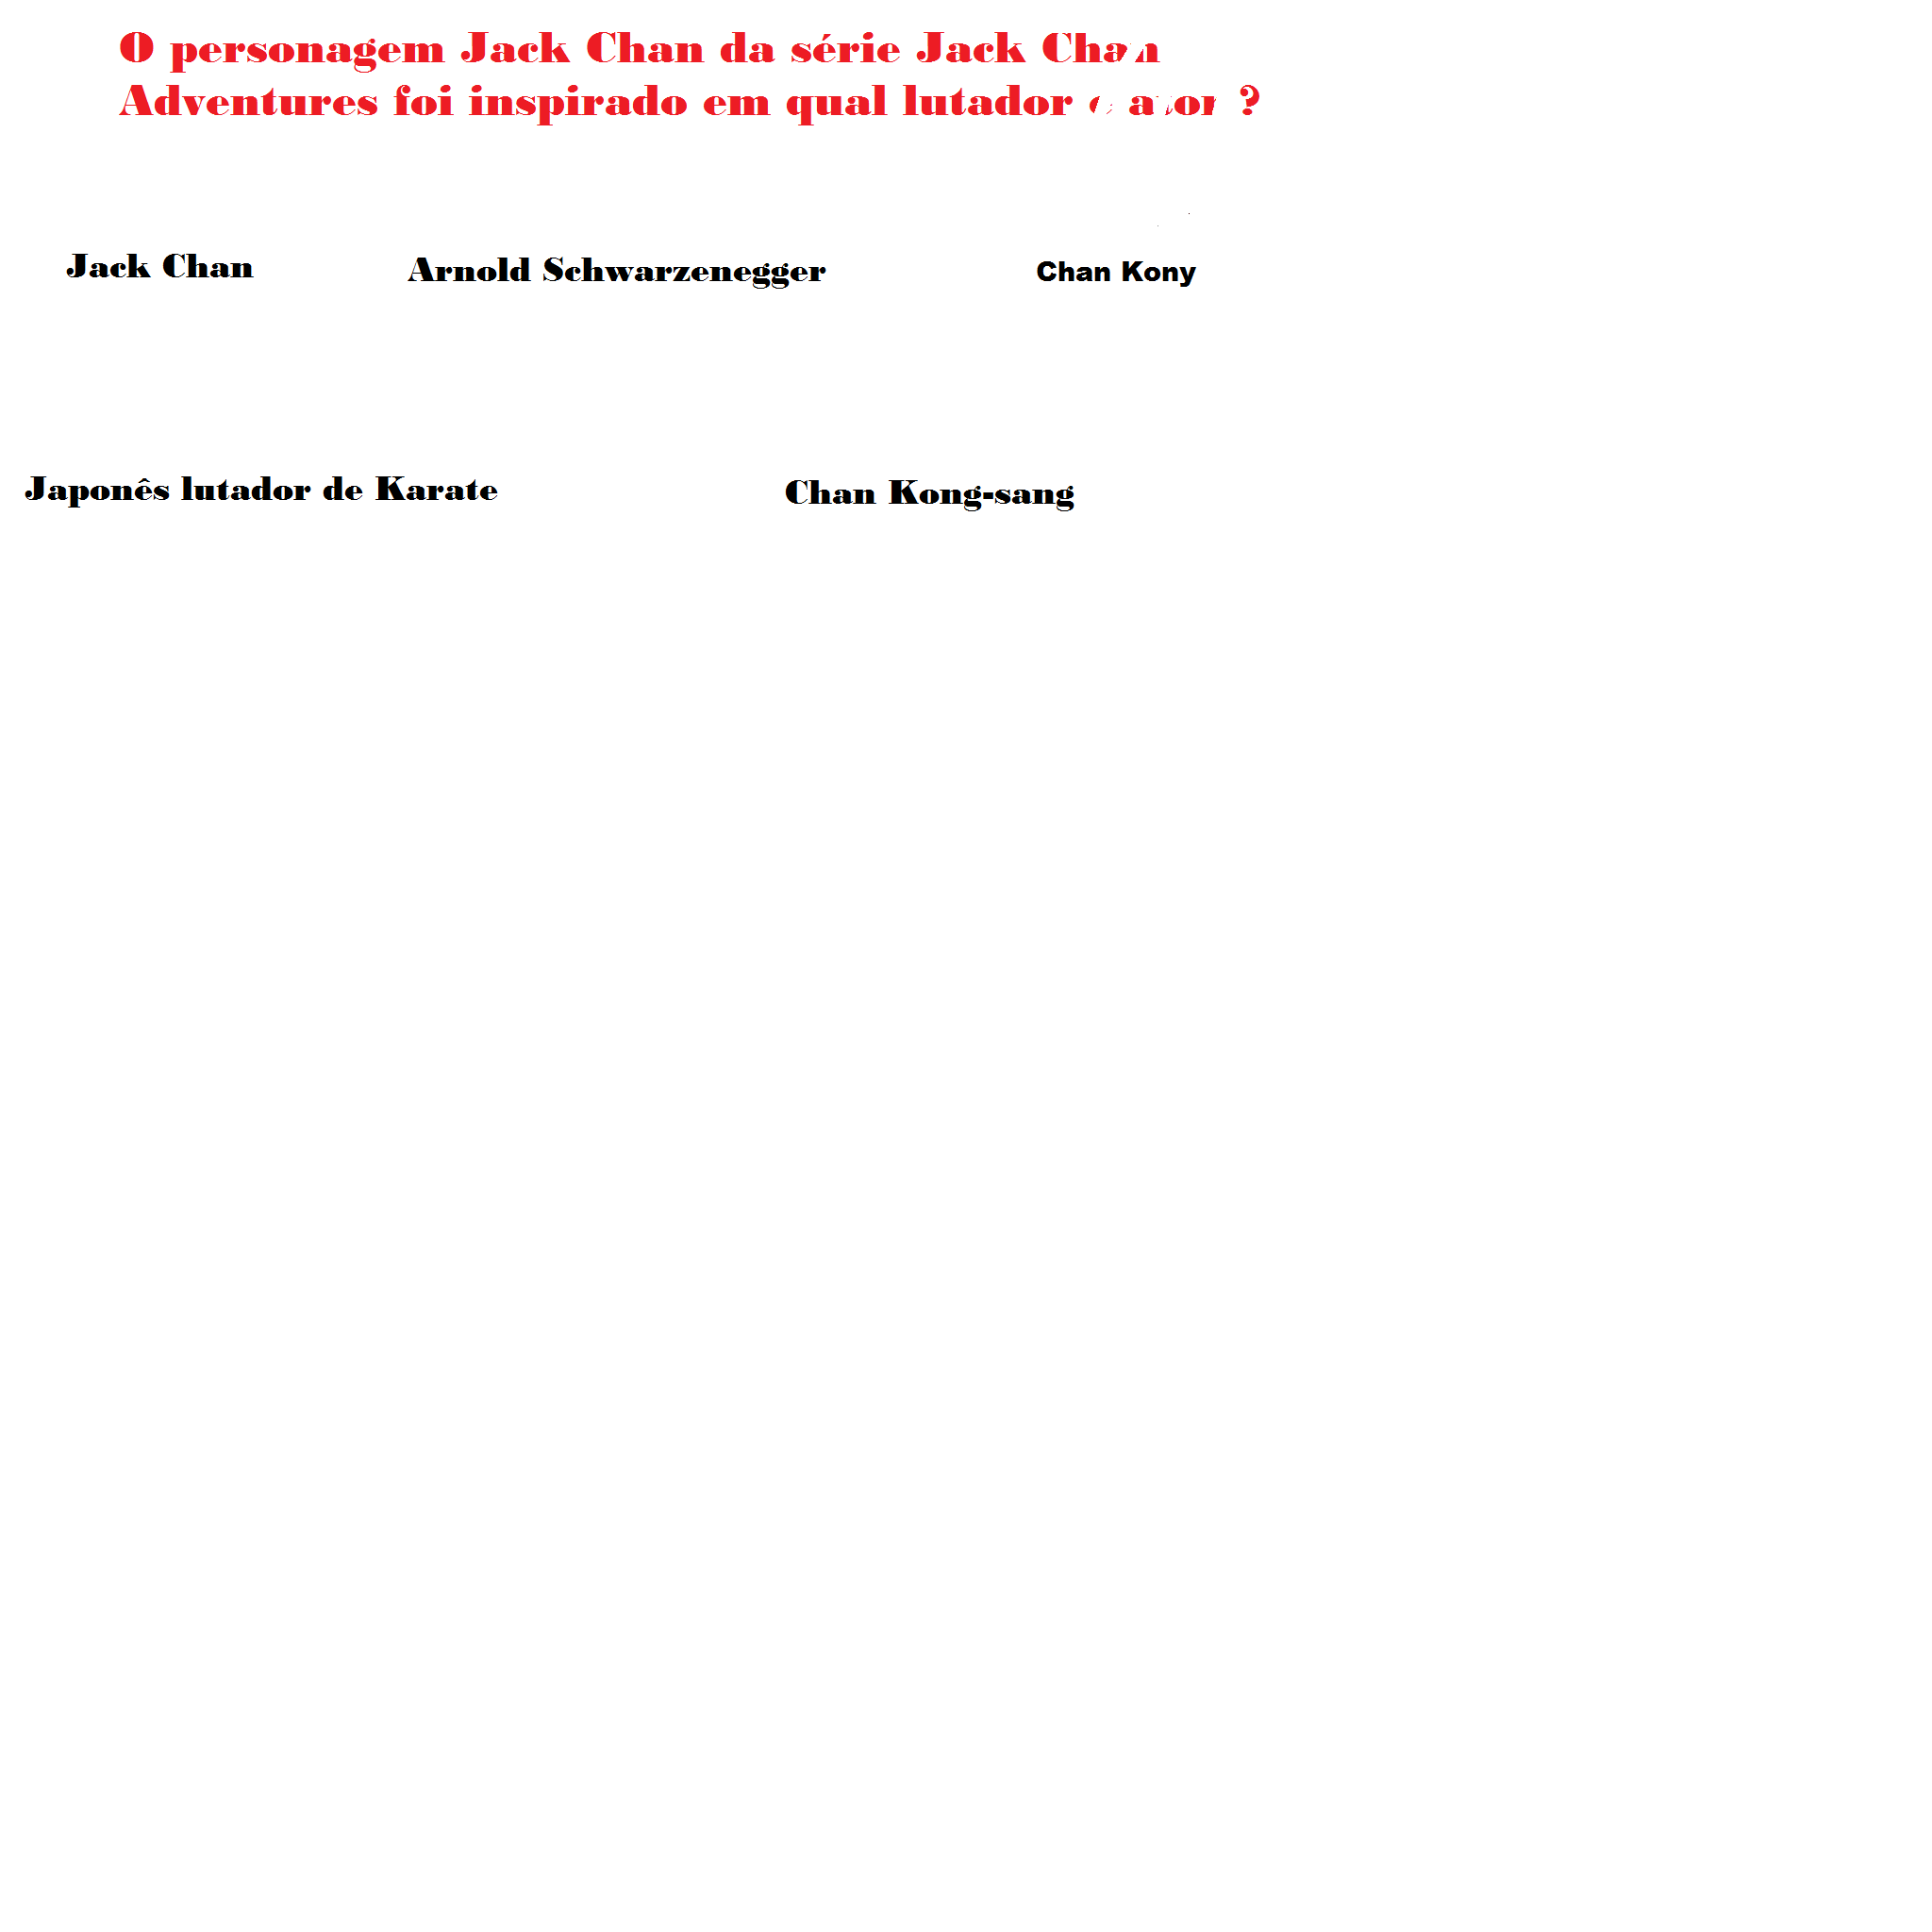 O personagem Jack Chan da série Jack Chan
Adventures foi inspirado em qual lutador e ator ?
Jack Chan
Arnold Schwarzenegger
Chan Kony
Japonês lutador de Karate
Chan Kong-sang